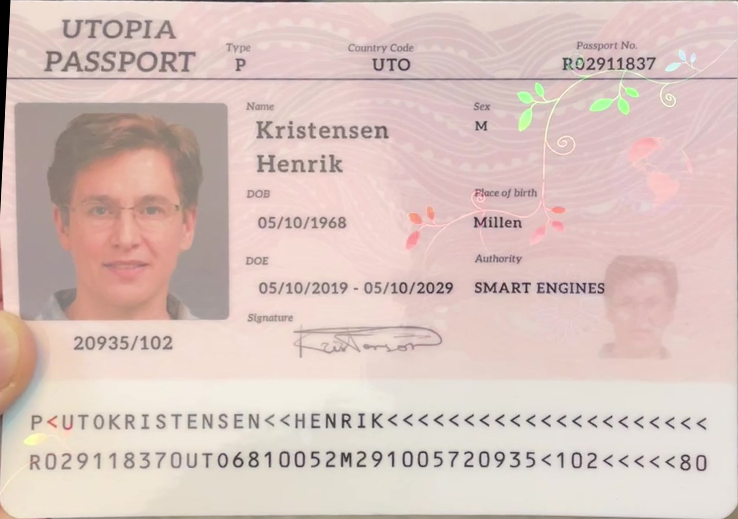 UTOPIA
PASSPORT
Type
P
Country Code
UTO
Passport No.
R02911837
Name
Kristensen
Henrik
Sex
M
DOB
05/10/1968
Place of birth
Millen
DOE
05/10/2019 - 05/10/2029
Authority
SMART ENGINES
Signature
20935/102
P<UTOKRISTENSEN<<HENRIK<<<<<<<<<<<<<<<<<<<<<
R029118370UTO6810052M291005720935<102<<<<<80